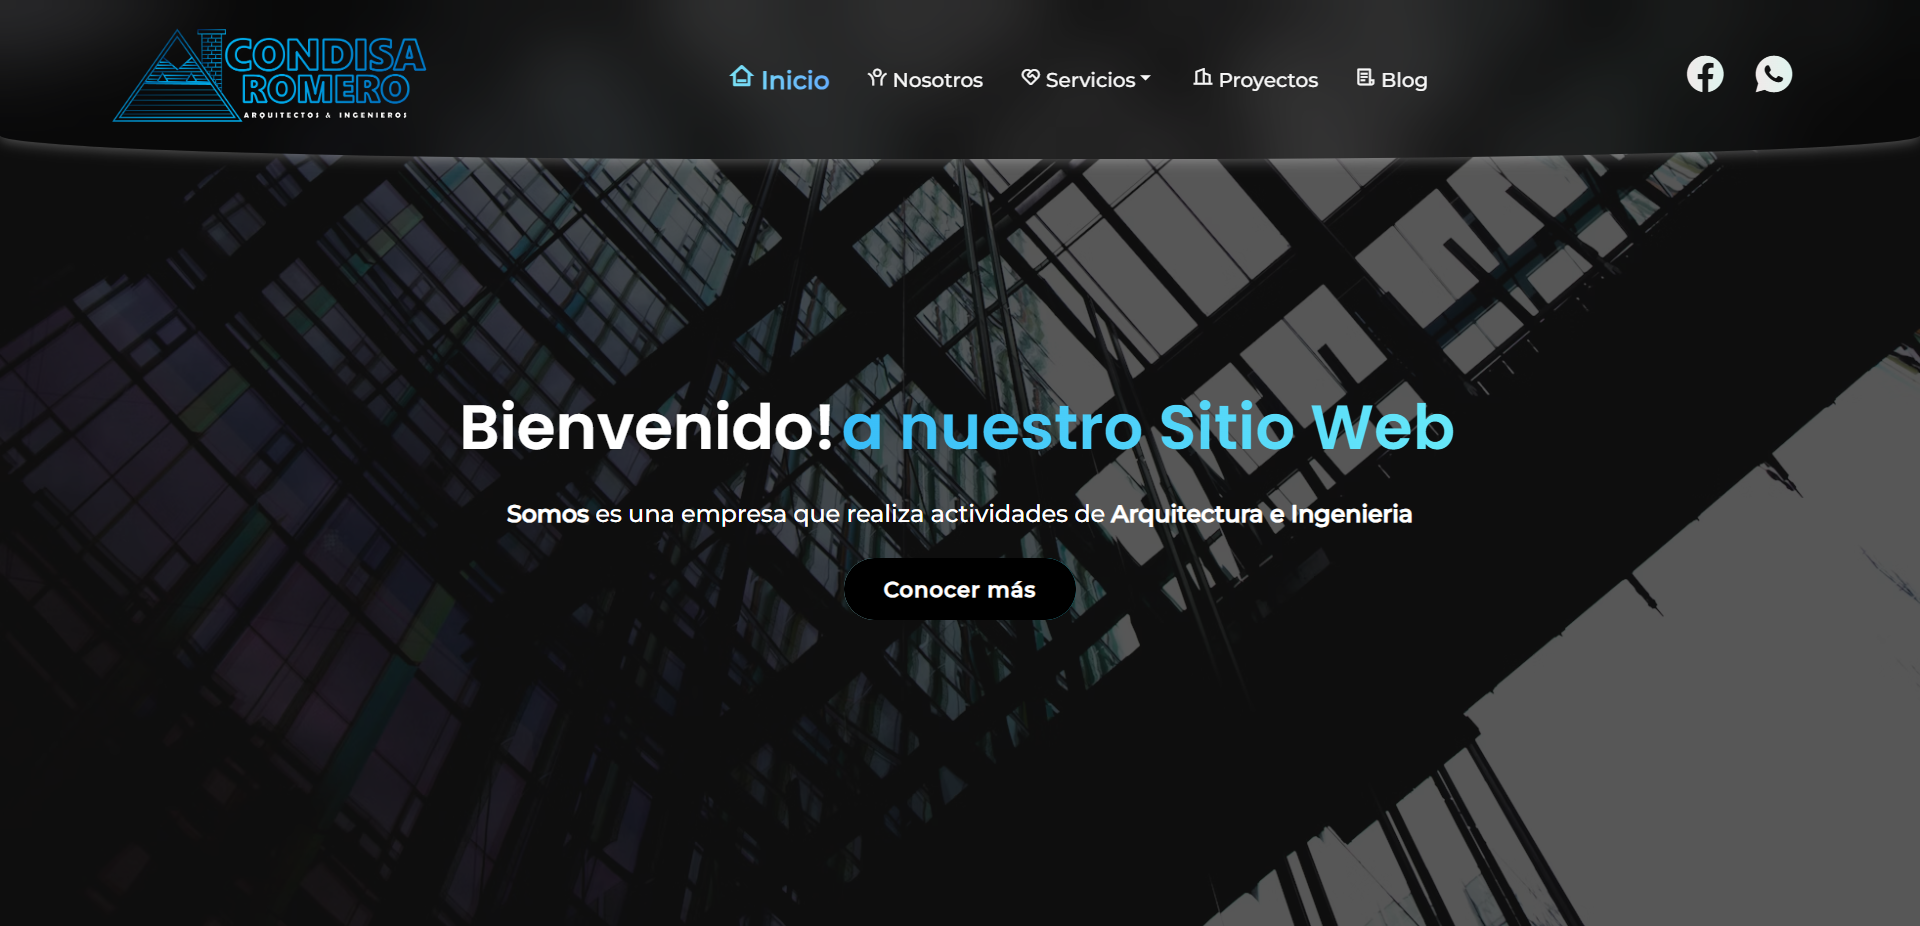 CONDISA
ROMERO
ARQUITECTOS & INGENIEROS
Inicio
Nosotros
Servicios
Proyectos
Blog
Bienvenido! a nuestro Sitio Web
Somos es una empresa que realiza actividades de Arquitectura e Ingenieria
Conocer más